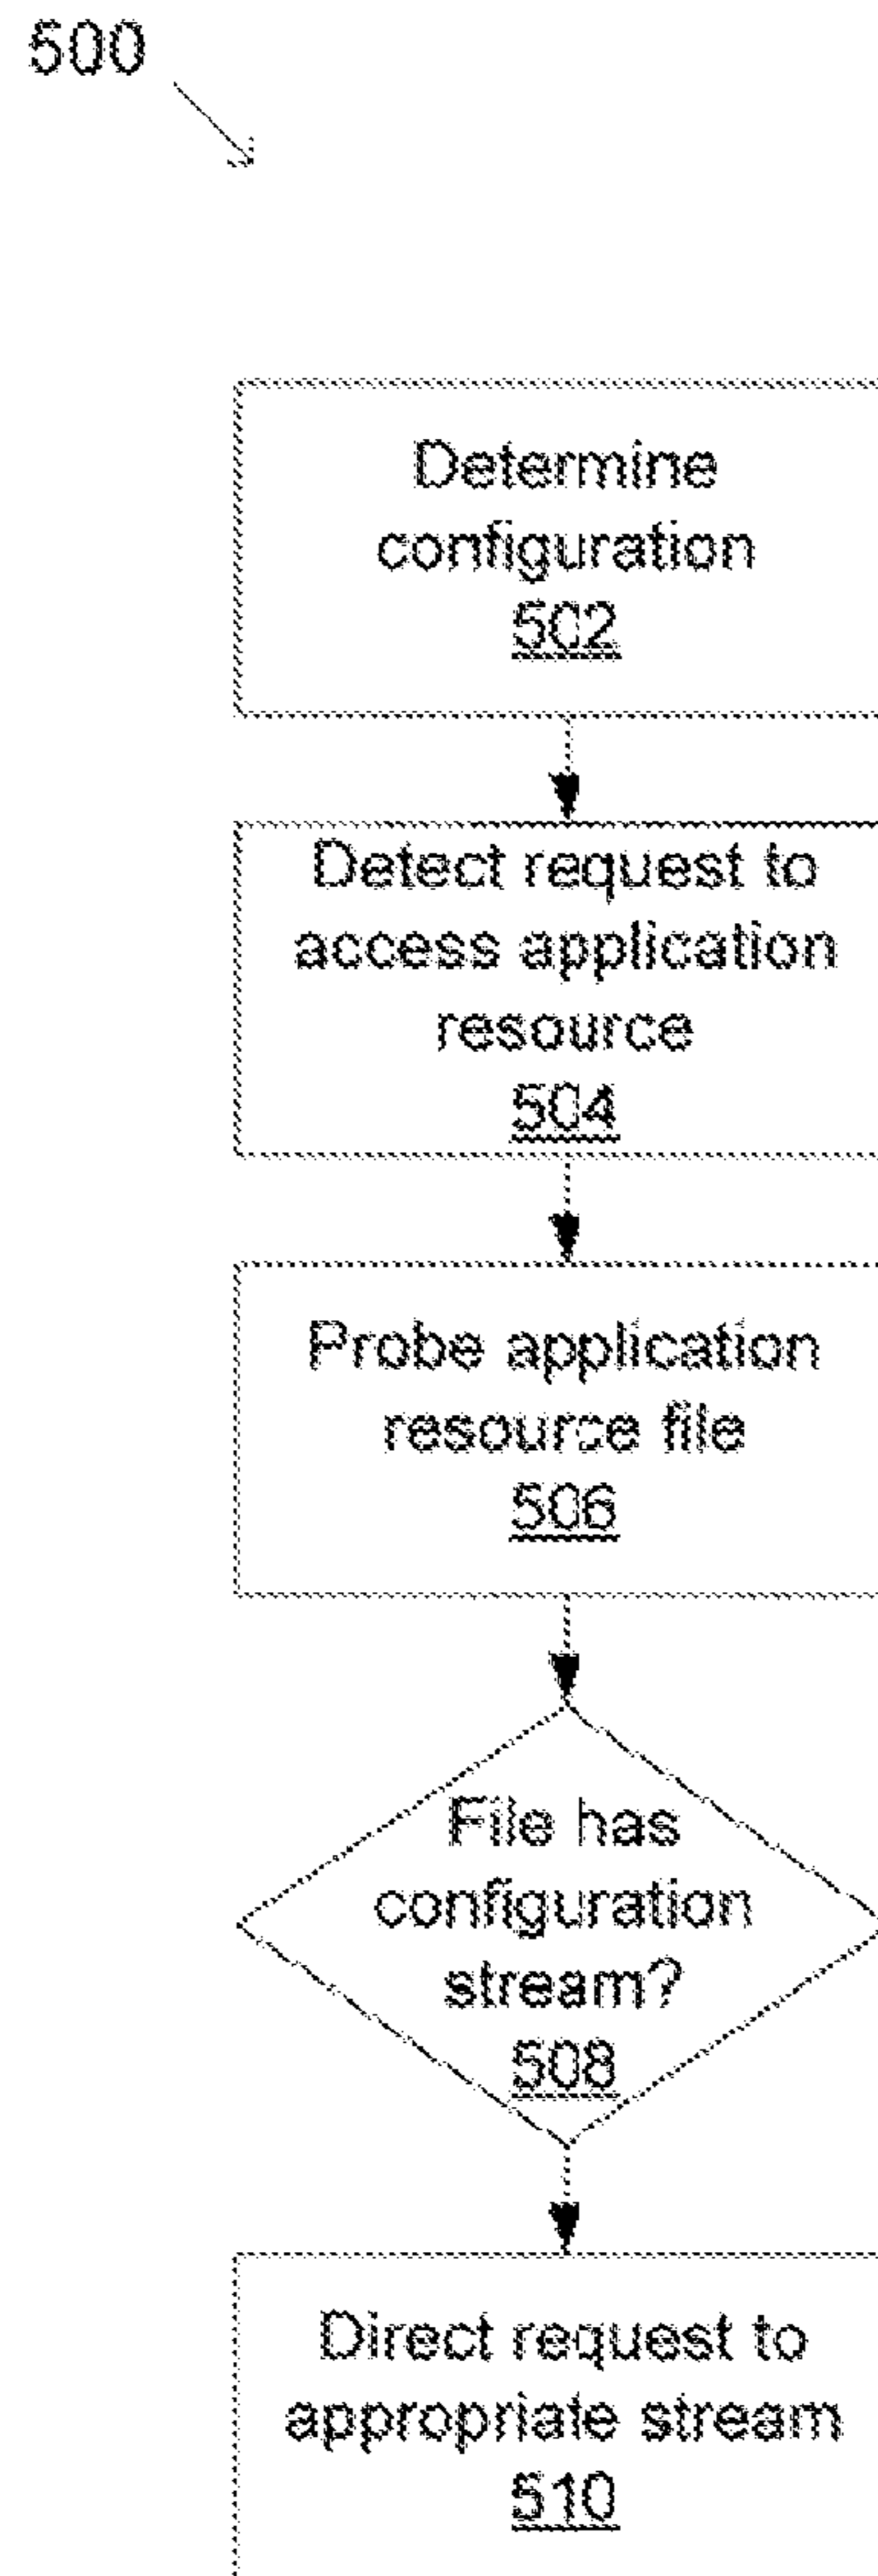 500
Determine
configuration
502
Detect request to
access application
resource
504
Probe application
resource file
506
File has
configuration
stream?
508
Direct request to
appropriate stream
510